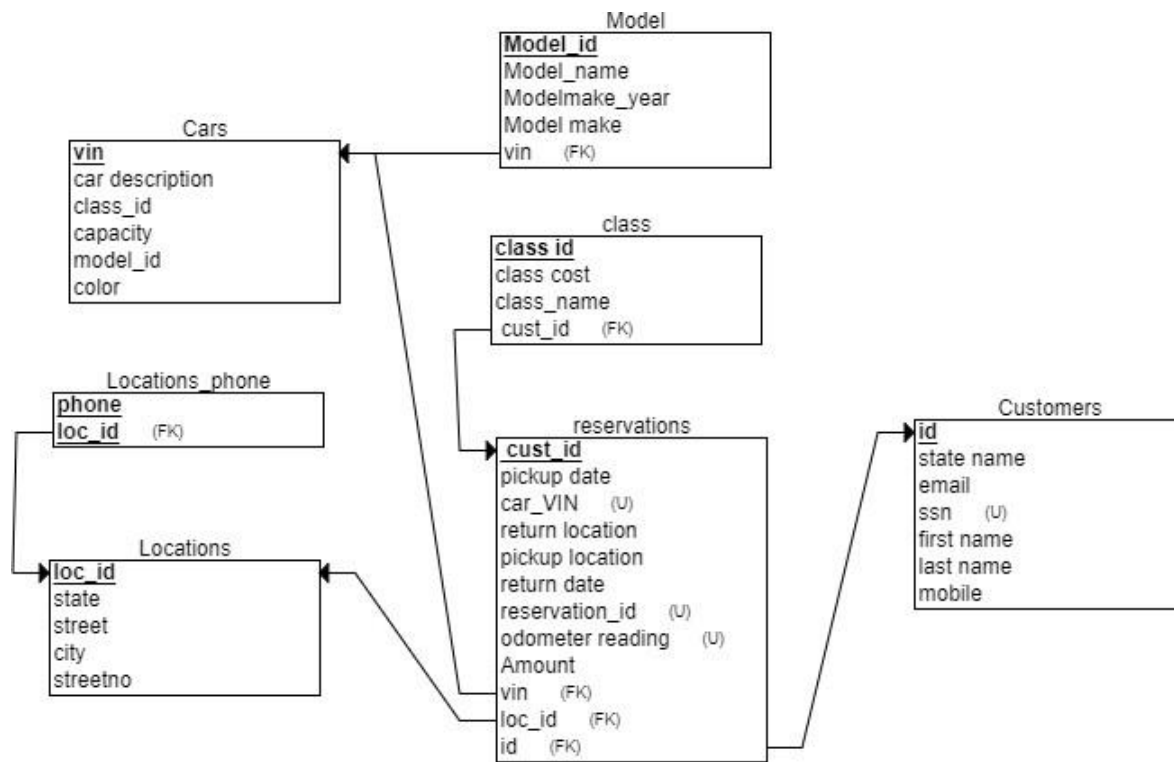 Model
Model_id
Model_name
Modelmake_year
Model make
vin (FK)
Cars
vin
car description
class_id
capacity
model_id
color
class
class id
class cost
class_name
cust_id (FK)
Locations_phone
phone
loc_id (FK)
reservations
cust_id
pickup date
car_VIN (U)
return location
pickup location
return date
reservation_id (U)
odometer reading (U)
Amount
vin (FK)
loc_id (FK)
id (FK)
Customers
id
state name
email
ssn (U)
first name
last name
mobile
Locations
loc_id
state
street
city
streetno